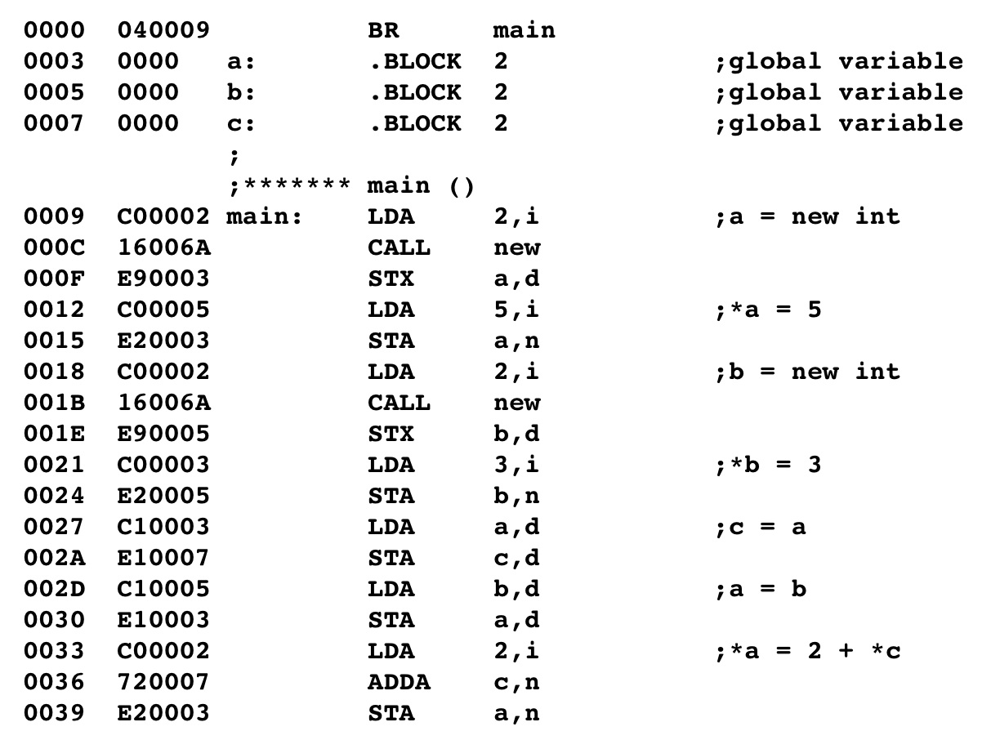 0000  040009           BR      main
0003  0000   a:        .BLOCK  2            ;global variable
0005  0000   b:        .BLOCK  2            ;global variable
0007  0000   c:        .BLOCK  2            ;global variable
             ;
             ;******* main ()
0009  C00002 main:     LDA     2,i          ;a = new int
000C  16006A           CALL    new
000F  E90003           STX     a,d
0012  C00005           LDA     5,i          ;*a = 5
0015  E20003           STA     a,n
0018  C00002           LDA     2,i          ;b = new int
001B  16006A           CALL    new
001E  E90005           STX     b,d
0021  C00003           LDA     3,i          ;*b = 3
0024  E20005           STA     b,n
0027  C10003           LDA     a,d          ;c = a
002A  E10007           STA     c,d
002D  C10005           LDA     b,d          ;a = b
0030  E10003           STA     a,d
0033  C00002           LDA     2,i          ;*a = 2 + *c
0036  720007           ADDA    c,n
0039  E20003           STA     a,n